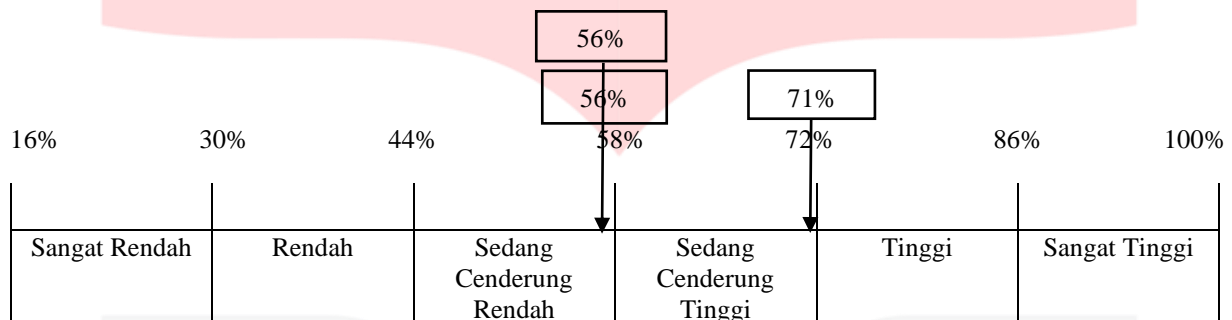 56%
56%
71%
16%
30%
44%
58%
72%
86%
100%
Sangat Rendah
Rendah
Sedang
Cenderung
Rendah
Sedang
Cenderung
Tinggi
Tinggi
Sangat Tinggi